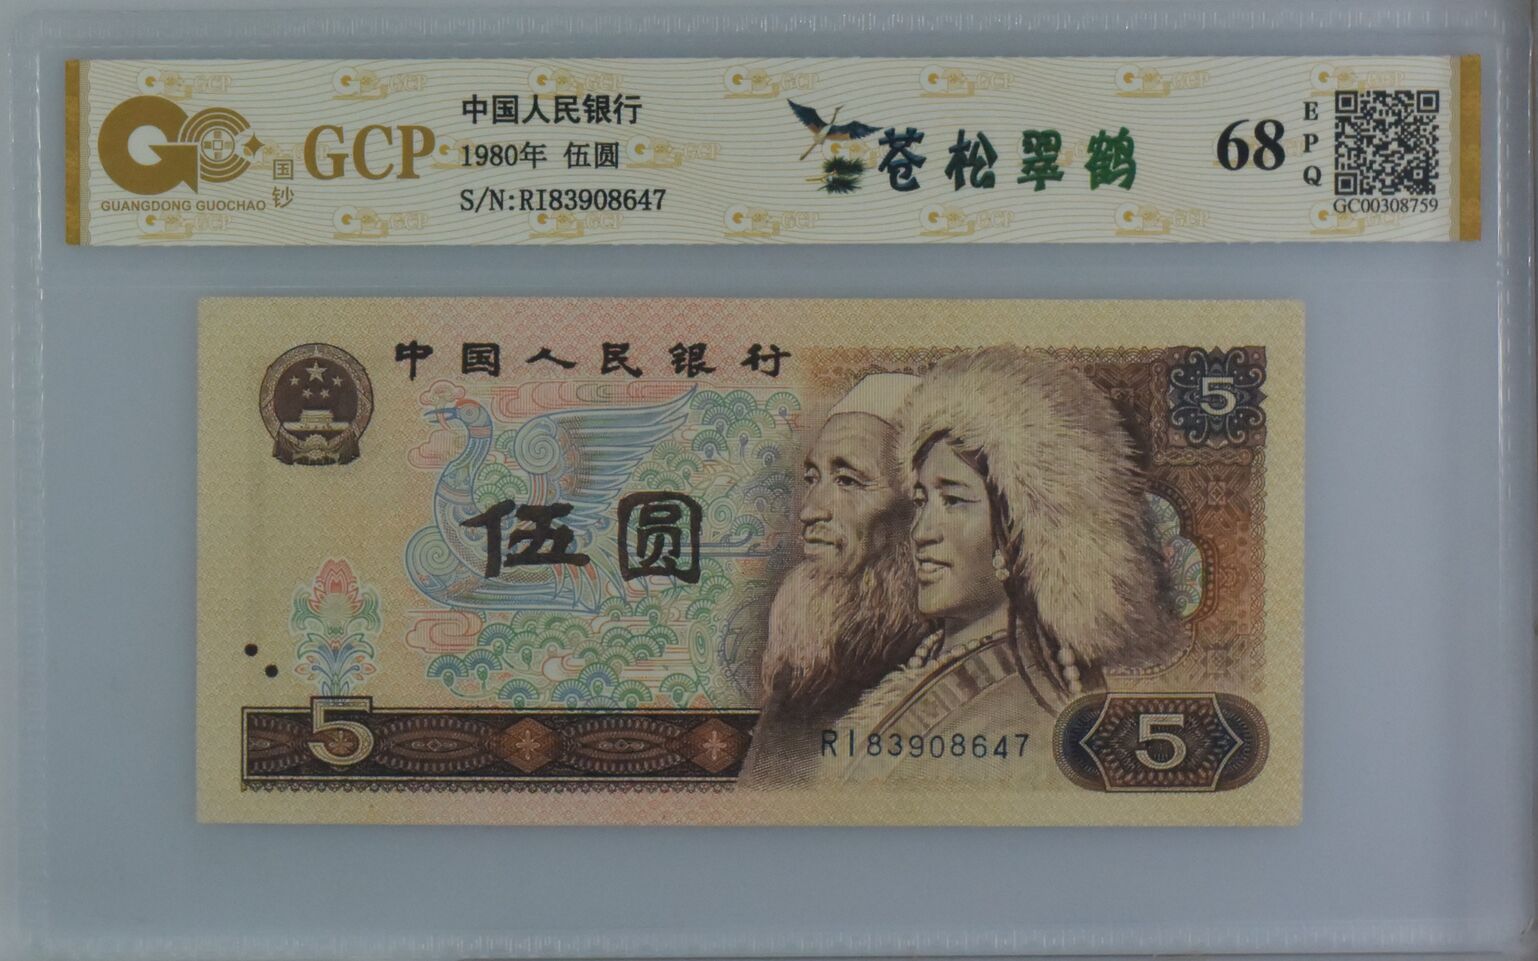 GCP
国钞
GUANGDONG GUOCHAO
中国人民银行
1980年 伍圆
S/N:RI83908647
苍松翠鹤
68
EPQ
GC00308759
中国人民银行
5
伍圆
5
RI83908647
5